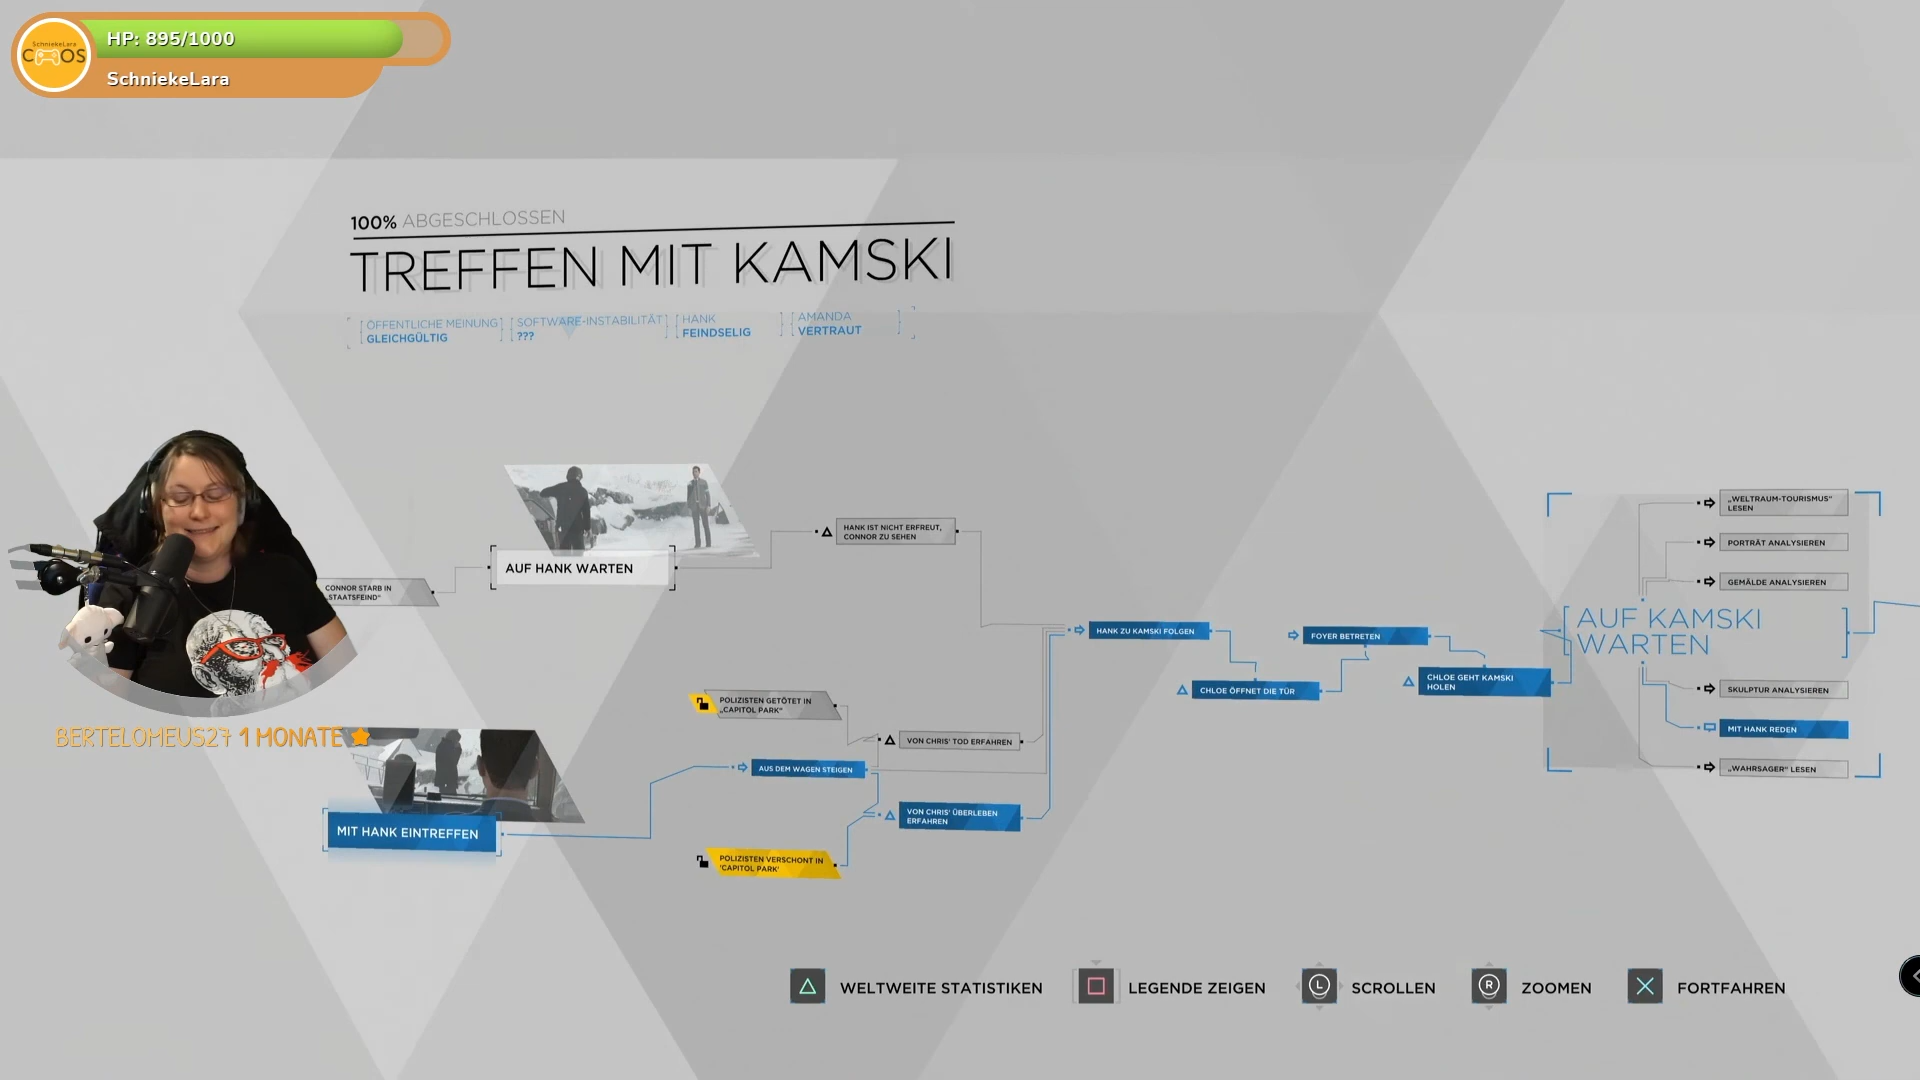 HP: 895/1000
SchniekeLara
SchniekeLara
100% ABGESCHLOSSEN
TREFFEN MIT KAMSKI
ÖFFENTLICHE MEINUNG
GLEICHGÜLTIG
SOFTWARE-INSTABILITÄT
???
HANK
FEINDSELIG
AMANDA
VERTRAUT
CONNOR STARB IN
„STAATSFEIND"
AUF HANK WARTEN
HANK IST NICHT ERFREUT,
CONNOR ZU SEHEN
MIT HANK EINTREFFEN
POLIZISTEN GETÖTET IN
„CAPITOL PARK"
VON CHRIS' TOD ERFAHREN
AUS DEM WAGEN STEIGEN
VON CHRIS' ÜBERLEBEN
ERFAHREN
POLIZISTEN VERSCHONT IN
'CAPITOL PARK'
HANK ZU KAMSKI FOLGEN
CHLOE ÖFFNET DIE TÜR
FOYER BETRETEN
CHLOE GEHT KAMSKI
HOLEN
AUF KAMSKI
WARTEN
„WELTRAUM-TOURISMUS"
LESEN
PORTRÄT ANALYSIEREN
GEMÄLDE ANALYSIEREN
SKULPTUR ANALYSIEREN
MIT HANK REDEN
„WAHRSAGER" LESEN
BERTELOMEUS27 1 MONATE
WELTWEITE STATISTIKEN
LEGENDE ZEIGEN
L
SCROLLEN
R
ZOOMEN
FORTFAHREN